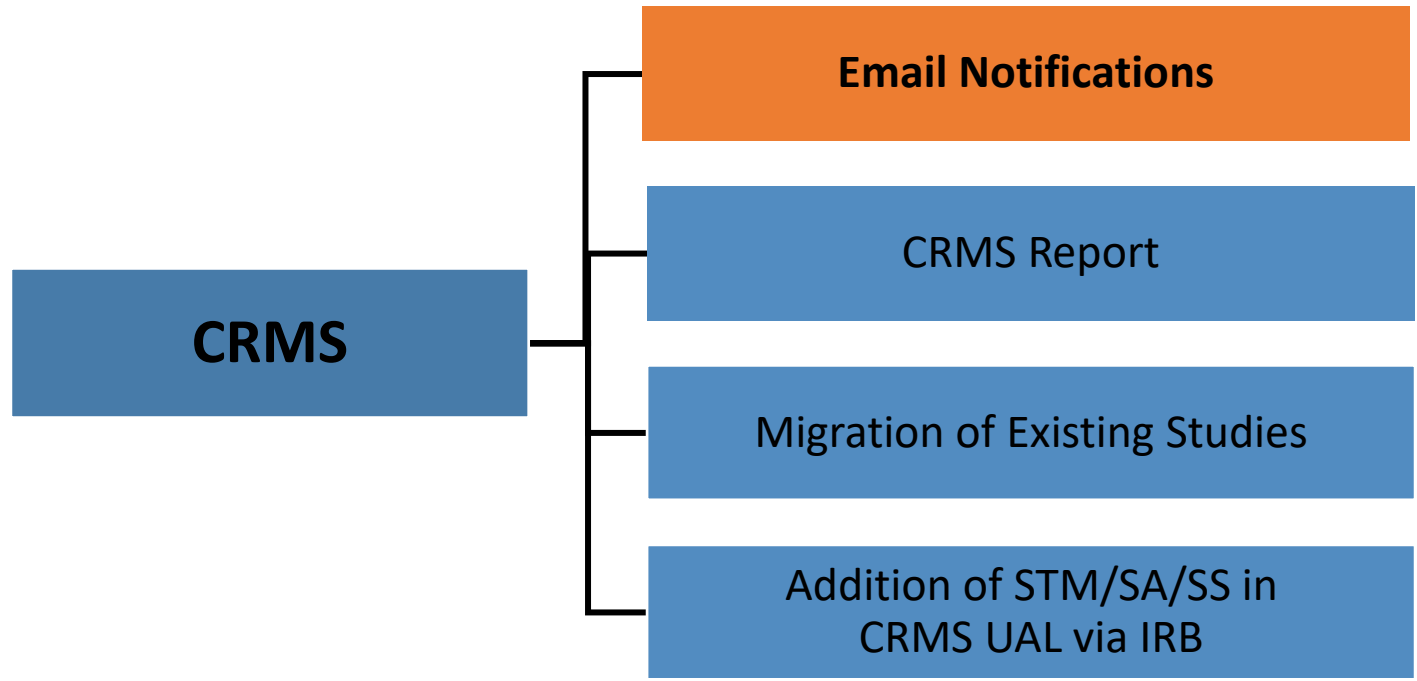 Email Notifications
CRMS Report
CRMS
Migration of Existing Studies
Addition of STM/SA/SS in
CRMS UAL via IRB